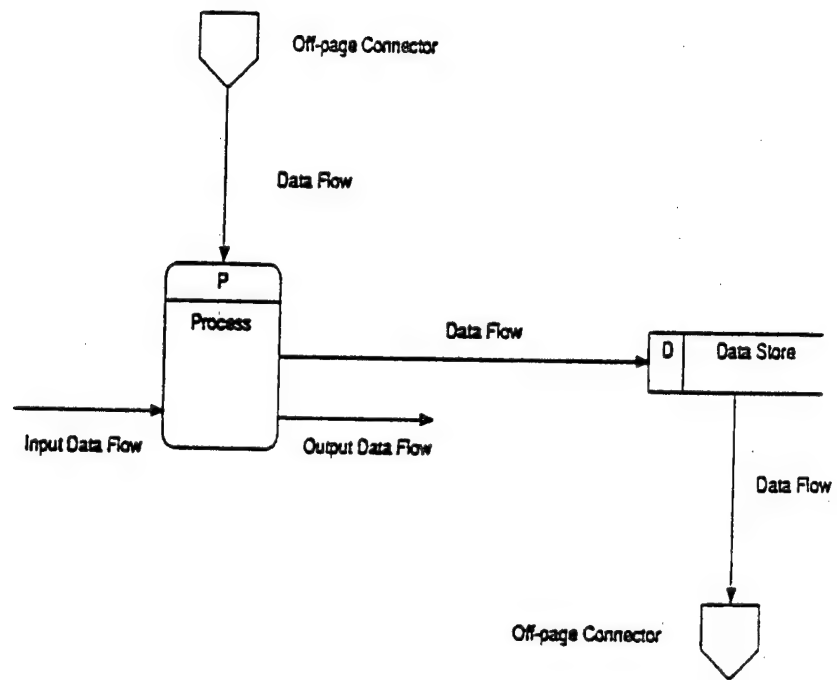 Off-page Connector
Data Flow
P
Process
Data Flow
D
Data Store
Input Data Flow
Output Data Flow
Data Flow
Off-page Connector